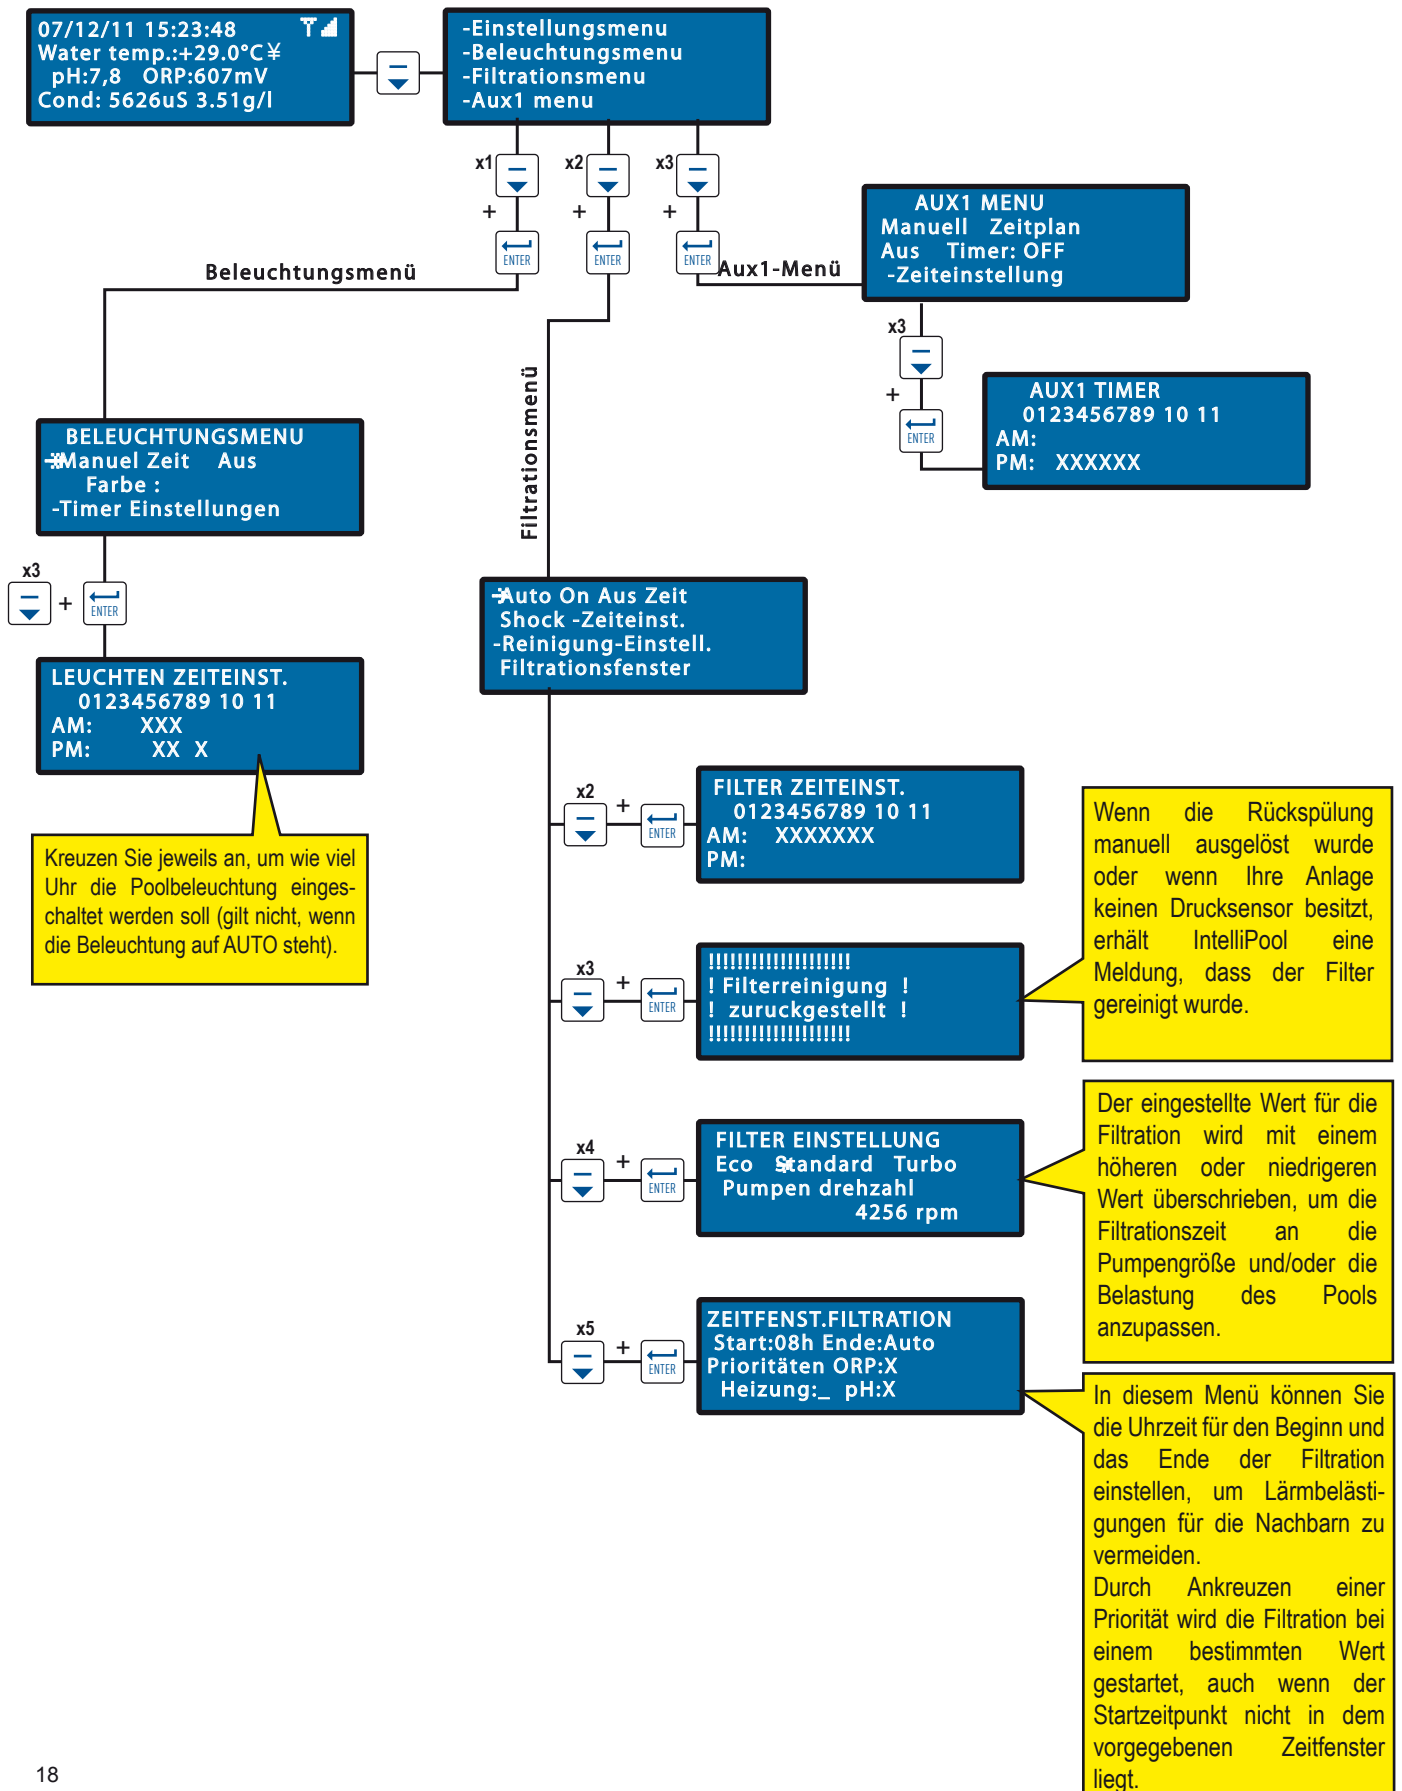 07/12/11 15:23:48
Water temp.:+29.0°C¥
pH:7,8 ORP:607mV
Cond: 5626uS 3.51g/l
-Einstellungsmenu
-Beleuchtungsmenu
-Filtrationsmenu
-Aux1 menu
x1
+
ENTER
x2
+
ENTER
x3
+
ENTER
Beleuchtungsmenü
Aux1-Menü
Filtrationsmenü
AUX1 MENU
Manuell Zeitplan
Aus Timer: OFF
-Zeiteinstellung
x3
+
ENTER
AUX1 TIMER
0123456789 10 11
AM:
PM: XXXXXX
BELEUCHTUNGSMENU
Manuel Zeit Aus
Farbe :
-Timer Einstellungen
x3
+
ENTER
LEUCHTEN ZEITEINST.
0123456789 10 11
AM: XXX
PM: XX X
Kreuzen Sie jeweils an, um wie viel
Uhr die Poolbeleuchtung einges-
chaltet werden soll (gilt nicht, wenn
die Beleuchtung auf AUTO steht).
Auto On Aus Zeit
Shock -Zeiteinst.
-Reinigung-Einstell.
Filtrationsfenster
x2
+
ENTER
FILTER ZEITEINST.
0123456789 10 11
AM: XXXXXXX
PM:
x3
+
ENTER
!!!!!!!!!!!!!!!!!!!!
! Filterreinigung !
! zuruckgestellt !
!!!!!!!!!!!!!!!!!!!!
Wenn die Rückspülung
manuell ausgelöst wurde
oder wenn Ihre Anlage
keinen Drucksensor besitzt,
erhält IntelliPool eine
Meldung, dass der Filter
gereinigt wurde.
x4
+
ENTER
FILTER EINSTELLUNG
Eco Standard Turbo
Pumpen drehzahl
4256 rpm
Der eingestellte Wert für die
Filtration wird mit einem
höheren oder niedrigeren
Wert überschrieben, um die
Filtrationszeit an die
Pumpengröße und/oder die
Belastung des Pools
anzupassen.
x5
+
ENTER
ZEITFENST.FILTRATION
Start:08h Ende:Auto
Prioritäten ORP:X
Heizung:_ pH:X
In diesem Menü können Sie
die Uhrzeit für den Beginn und
das Ende der Filtration
einstellen, um Lärmbelästi-
gungen für die Nachbarn zu
vermeiden.
Durch Ankreuzen einer
Priorität wird die Filtration bei
einem bestimmten Wert
gestartet, auch wenn der
Startzeitpunkt nicht in dem
vorgegebenen Zeitfenster
liegt.
18